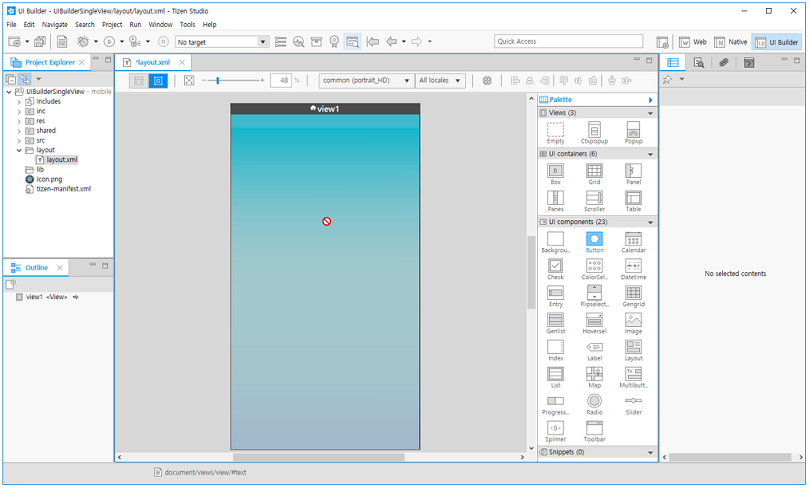 UI Builder - UIBuilderSingleView/layout/layout.xml - Tizen Studio
File Edit Navigate Search Project Run Tools Window Help
No target
Quick Access
Web
Native
UI Builder
Project Explorer
UIBuilderSingleView - mobile
Includes
inc
res
shared
src
layout
layout.xml
lib
icon.png
tizen-manifest.xml
Outline
view1 <View>
*layout.xml
48 %
common (portrait_HD)
All locales
view1
Palette
Views (3)
Empty Ctxpopup Popup
UI containers (6)
Box Grid Panel
Panes Scroller Table
UI components (23)
Backgrou.. Button Calendar
Check ColorSel.. Datetime
Entry Flipselect.. Gengrid
Genlist Hoversel Image
Index Label Layout
List Map Multibutt..
Progress.. Radio Slider
Spinner Toolbar
Snippets (0)
No selected contents
document/views/view/#text